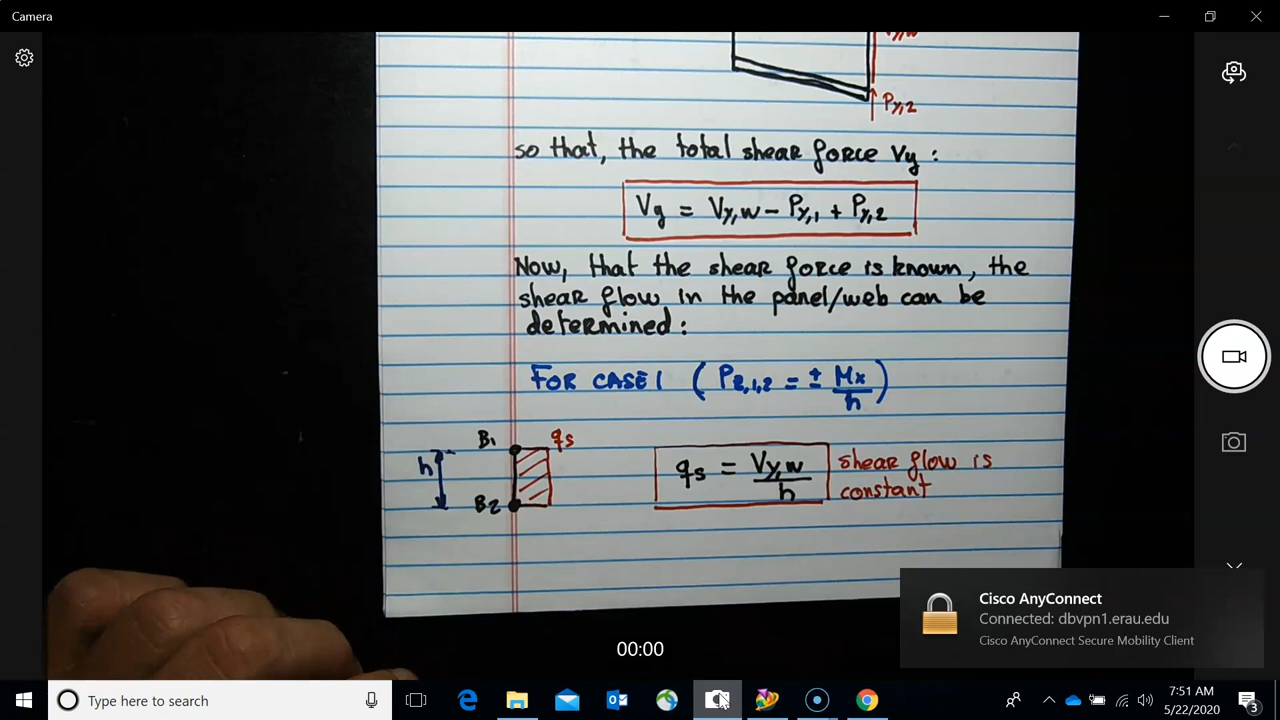 Camera
Py,2
so that, the total shear force Vy :
Vy = Vy,w - Py,1 + Py,2
Now, that the shear force is known, the
shear flow in the panel/web can be
determined :
FOR CASE 1 ( Pz,1,2 = ± Mx/h )
B1 qs
h
qs = Vy,w/h
shear flow is
constant
B2
Cisco AnyConnect
Connected: dbvpn1.erau.edu
Cisco AnyConnect Secure Mobility Client
00:00
Type here to search
7:51 AM
5/22/2020
3